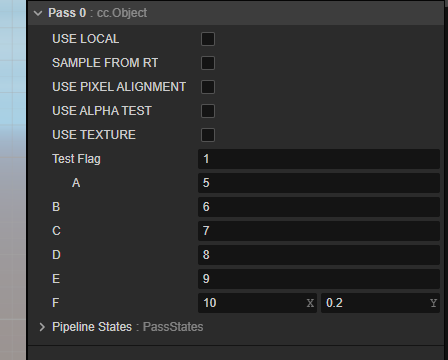 Pass 0 : cc.Object
USE LOCAL
SAMPLE FROM RT
USE PIXEL ALIGNMENT
USE ALPHA TEST
USE TEXTURE
Test Flag 1
A 5
B 6
C 7
D 8
E 9
F 10 X 0.2 Y
Pipeline States : PassStates